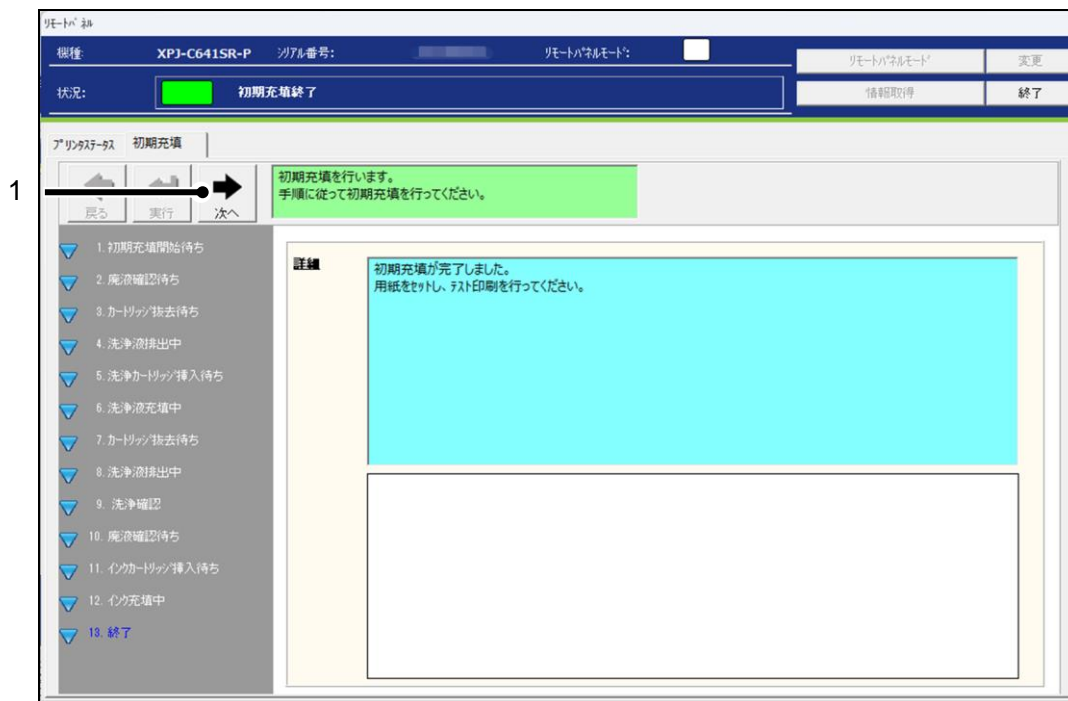 リモートパネル
機種: XPJ-C641SR-P シリアル番号: リモートパネルモード: リモートパネルモード 変更
状況: 初期充填終了 情報取得 終了
プリンタステータス 初期充填
1
戻る 実行 次へ
初期充填を行います。
手順に従って初期充填を行ってください。
1. 初期充填開始待ち
2. 廃液確認待ち
3. カートリッジ抜去待ち
4. 洗浄液排出中
5. 洗浄カートリッジ挿入待ち
6. 洗浄液充填中
7. カートリッジ抜去待ち
8. 洗浄液排出中
9. 洗浄確認
10. 廃液確認待ち
11. インクカートリッジ挿入待ち
12. インク充填中
13. 終了
詳細
初期充填が完了しました。
用紙をセットし、テスト印刷を行ってください。